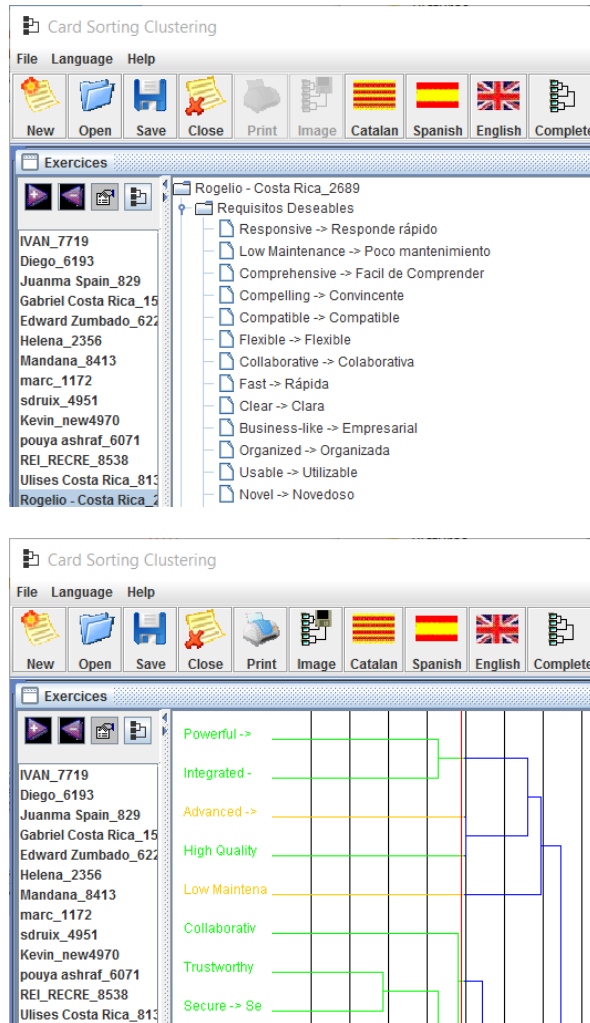 Card Sorting Clustering
File Language Help
New Open Save Close Print Image Catalan Spanish English Complete
Exercices
Rogelio - Costa Rica_2689
Requisitos Deseables
Responsive -> Responde rápido
IVAN_7719
Low Maintenance -> Poco mantenimiento
Diego_6193
Comprehensive -> Facil de Comprender
Juanma Spain_829
Compelling -> Convincente
Gabriel Costa Rica_15
Compatible -> Compatible
Edward Zumbado_622
Flexible -> Flexible
Helena_2356
Collaborative -> Colaborativa
Mandana_8413
Fast -> Rápida
marc_1172
Clear -> Clara
sdruix_4951
Business-like -> Empresarial
Kevin_new4970
Organized -> Organizada
pouya ashraf_6071
Usable -> Utilizable
REI_RECRE_8538
Novel -> Novedoso
Ulises Costa Rica_813
Rogelio - Costa Rica_2
Card Sorting Clustering
File Language Help
New Open Save Close Print Image Catalan Spanish English Complete
Exercices
Powerful ->
IVAN_7719
Integrated -
Diego_6193
Juanma Spain_829
Advanced ->
Gabriel Costa Rica_15
Edward Zumbado_622
High Quality
Helena_2356
Mandana_8413
Low Maintena
marc_1172
sdruix_4951
Collaborativ
Kevin_new4970
pouya ashraf_6071
Trustworthy
REI_RECRE_8538
Ulises Costa Rica_813
Secure -> Se